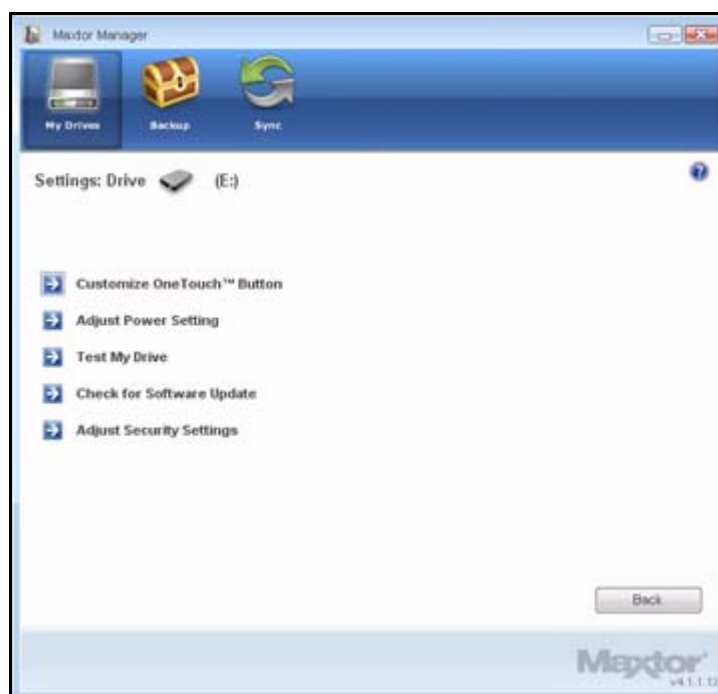 Maxtor Manager
My Drives
Backup
Sync
Settings: Drive (E:)
Customize OneTouch™ Button
Adjust Power Setting
Test My Drive
Check for Software Update
Adjust Security Settings
Back
Maxtor